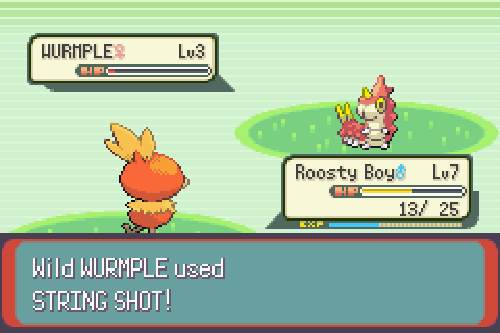 WURMPLE♀ Lv3
HP
Roosty Boy♂ Lv7
HP
13/ 25
EXP
Wild WURMPLE used
STRING SHOT!